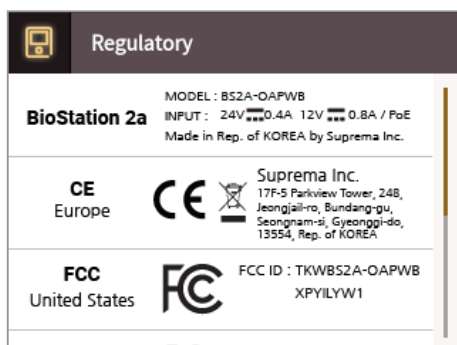 Regulatory
BioStation 2a
MODEL : BS2A-OAPWB
INPUT : 24V 0.4A 12V 0.8A / PoE
Made in Rep. of KOREA by Suprema Inc.
CE
Europe
CE
Suprema Inc.
17F-5 Parkview Tower, 248,
Jeongjail-ro, Bundang-gu,
Seongnam-si, Gyeonggi-do,
13554, Rep. of KOREA
FCC
United States
FC
FCC ID : TKWBS2A-OAPWB
XPYILYW1